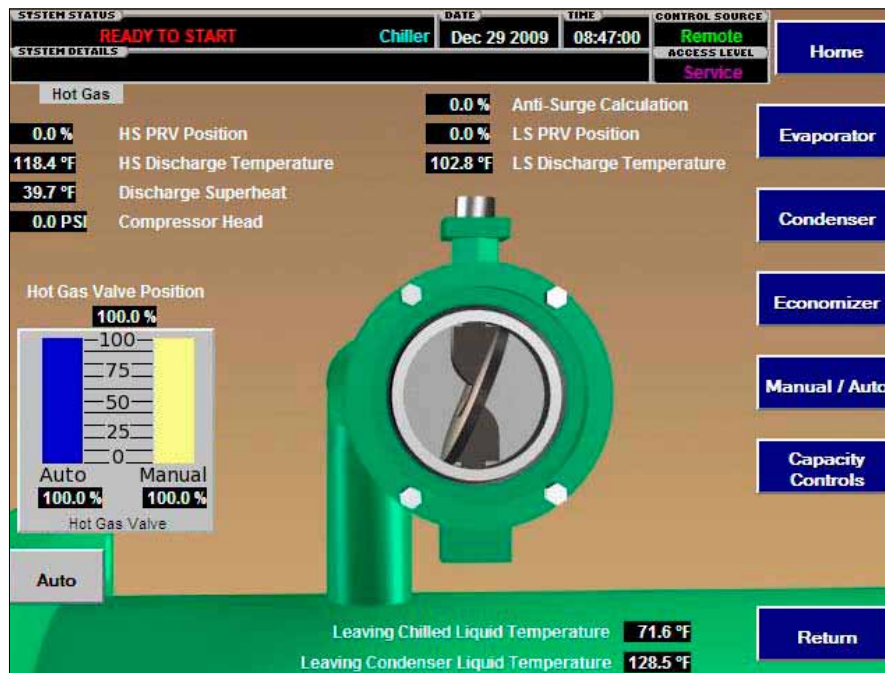 SYSTEM STATUS
READY TO START
Chiller
DATE
Dec 29 2009
TIME
08:47:00
CONTROL SOURCE
Remote
SYSTEM DETAILS
ACCESS LEVEL
Service
Home
Hot Gas
0.0 % HS PRV Position
118.4 °F HS Discharge Temperature
39.7 °F Discharge Superheat
0.0 PSI Compressor Head
0.0 % Anti-Surge Calculation
0.0 % LS PRV Position
102.8 °F LS Discharge Temperature
Evaporator
Condenser
Economizer
Manual / Auto
Capacity
Controls
Hot Gas Valve Position
100.0 %
100
75
50
25
0
Auto Manual
100.0 % 100.0 %
Hot Gas Valve
Auto
Leaving Chilled Liquid Temperature 71.6 °F
Leaving Condenser Liquid Temperature 128.5 °F
Return